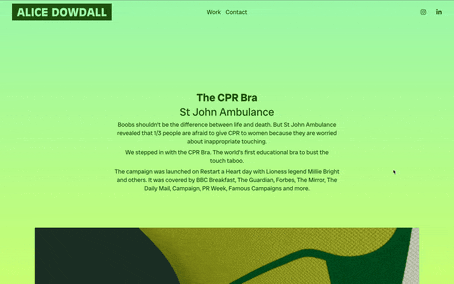 ALICE DOWDALL
Work Contact
in
The CPR Bra
St John Ambulance
Boobs shouldn't be the difference between life and death. But St John Ambulance
revealed that 1/3 people are afraid to give CPR to women because they are worried
about inappropriate touching.
We stepped in with the CPR Bra. The world's first educational bra to bust the
touch taboo.
The campaign was launched on Restart a Heart day with Lioness legend Millie Bright
and others. It was covered by BBC Breakfast, The Guardian, Forbes, The Mirror, The
Daily Mail, Campaign, PR Week, Famous Campaigns and more.